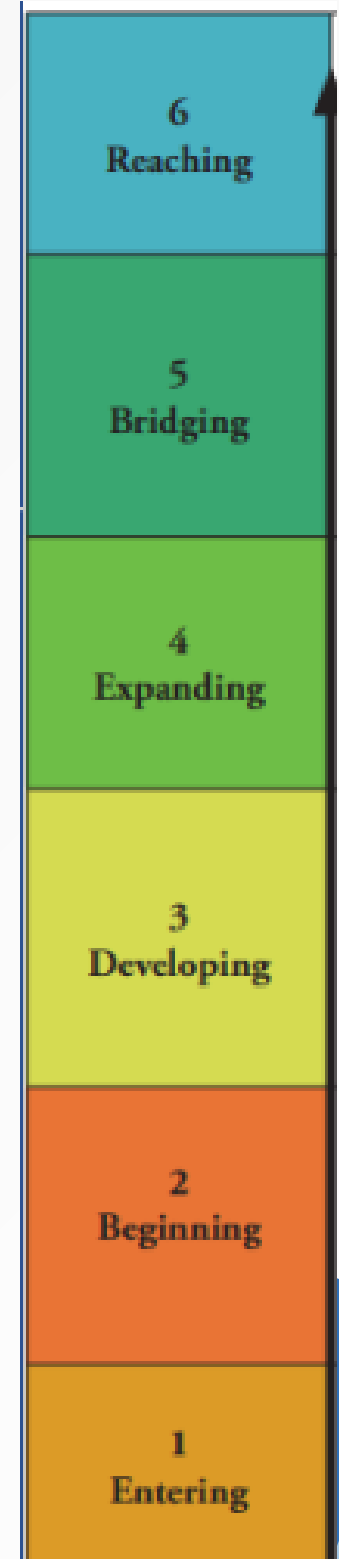 6
Reaching
5
Bridging
4
Expanding
3
Developing
2
Beginning
1
Entering